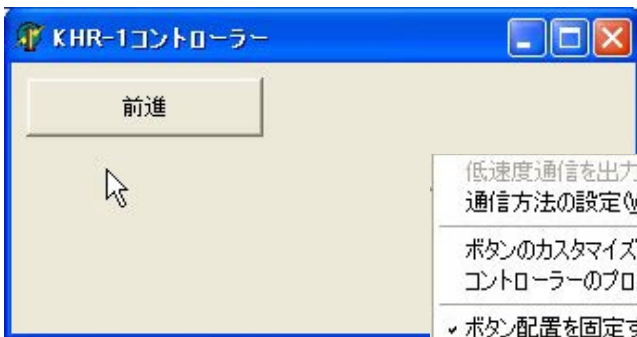 KHR-1コントローラー
前進
低速度通信を出力
通信方法の設定(
ボタンのカスタマイズ
コントローラーのプロ
ボタン配置を固定す